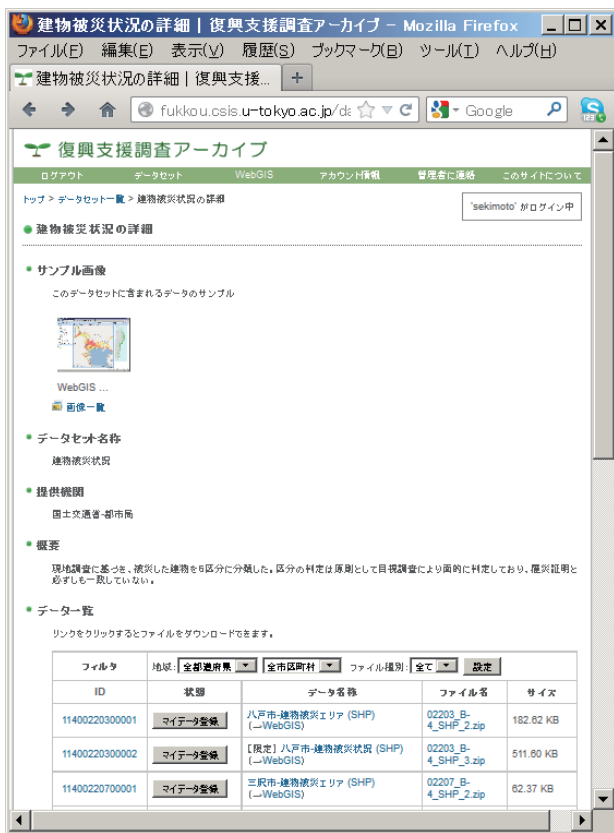 建物被災状況の詳細 | 復興支援調査アーカイブ - Mozilla Firefox
ファイル(F) 編集(E) 表示(V) 履歴(S) ブックマーク(B) ツール(T) ヘルプ(H)
建物被災状況の詳細 | 復興支援... +
fukkou.csis.u-tokyo.ac.jp/da Google
復興支援調査アーカイブ
ログアウト データセット WebGIS アカウント情報 管理者に連絡 このサイトについて
トップ > データセット一覧 > 建物被災状況の詳細
'sekimoto' がログイン中
建物被災状況の詳細
サンプル画像
このデータセットに含まれるデータのサンプル
WebGIS ...
画像一覧
データセット名称
建物被災状況
提供機関
国土交通省-都市局
概要
現地調査に基づき、被災した建物を6区分に分類した。区分の判定は原則として目視調査により面的に判定しており、罹災証明と
必ずしも一致していない。
データ一覧
リンクをクリックするとファイルをダウンロードできます。
フィルタ 地域: 全都道府県 全市区町村 ファイル種別: 全て 設定
ID 状態 データ名称 ファイル名 サイズ
11400220300001 マイデータ登録 八戸市-建物被災エリア (SHP) 02203_B- 182.62 KB
(→WebGIS) 4_SHP_2.zip
11400220300002 マイデータ登録 [限定] 八戸市-建物被災状況 (SHP) 02203_B- 511.60 KB
(→WebGIS) 4_SHP_3.zip
11400220700001 マイデータ登録 三沢市-建物被災エリア (SHP) 02207_B- 62.37 KB
(→WebGIS) 4_SHP_2.zip